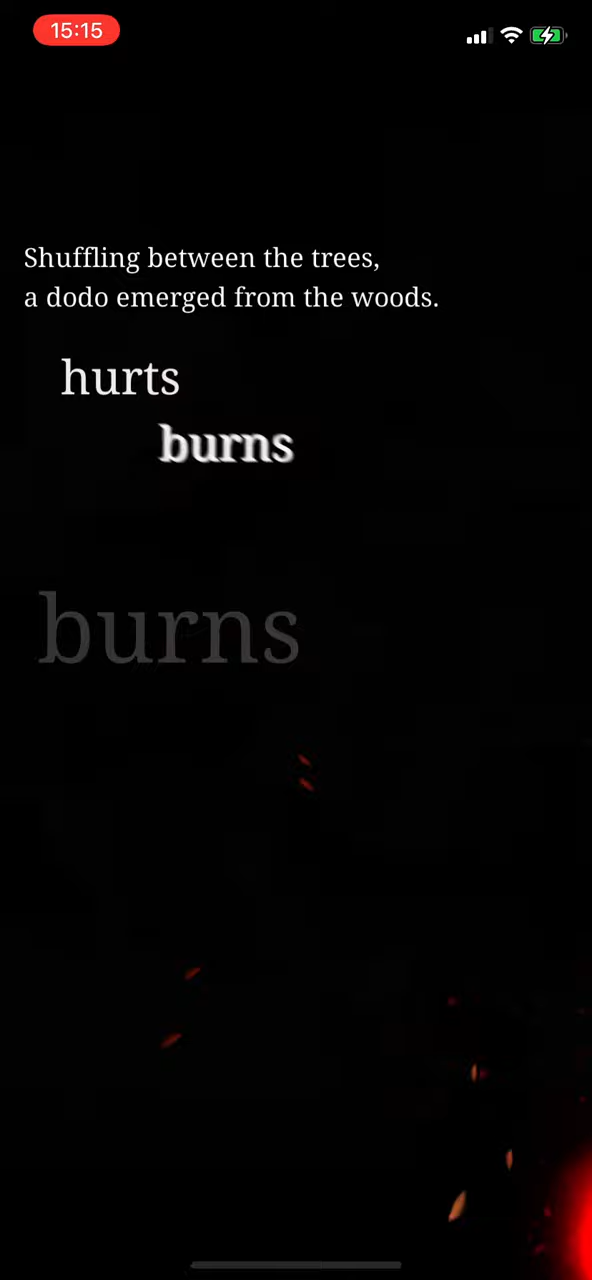 15:15
Shuffling between the trees,
a dodo emerged from the woods.
hurts
burns
burns